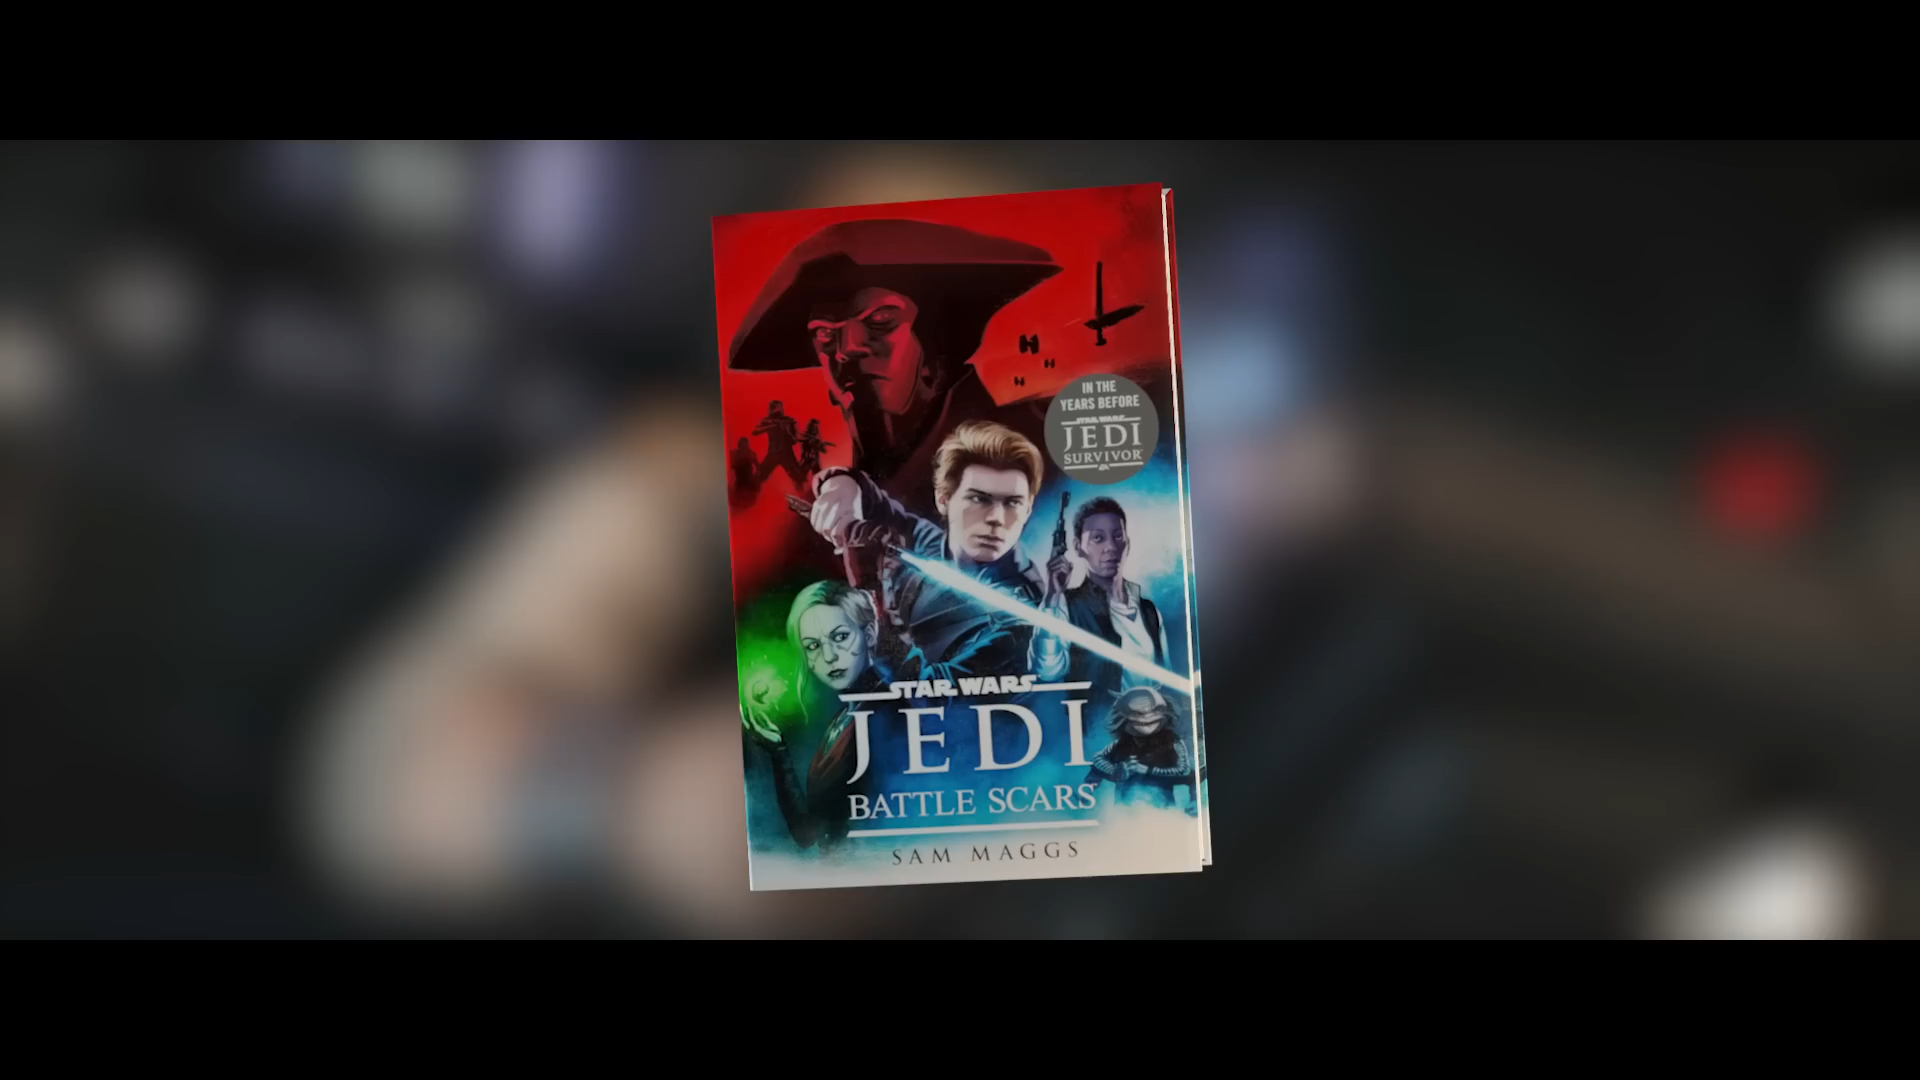 IN THE
YEARS BEFORE
STAR WARS
JEDI
SURVIVOR
STAR WARS
JEDI
BATTLE SCARS
SAM MAGGS